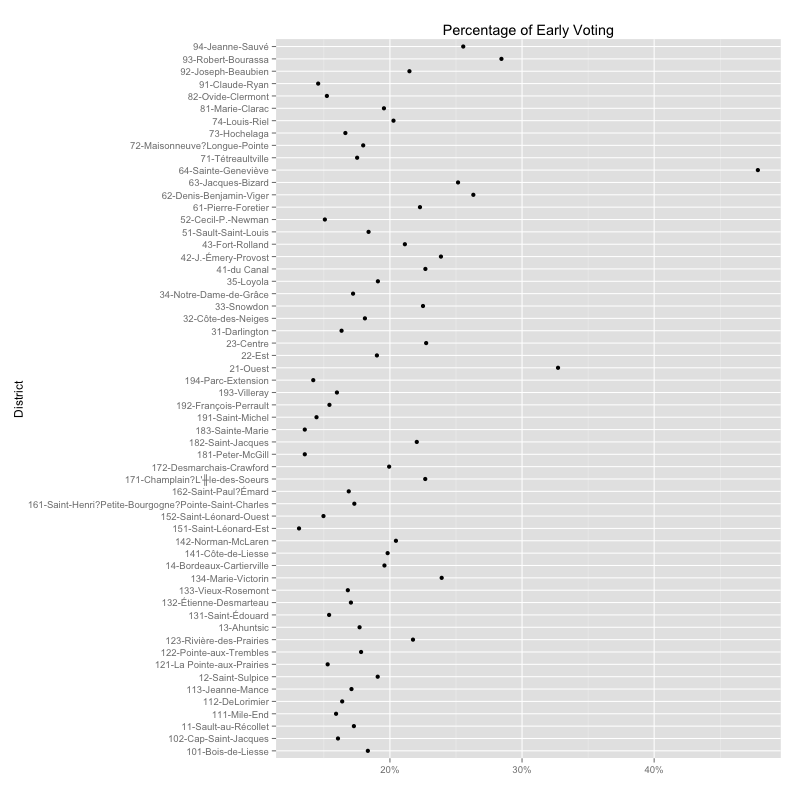 Percentage of Early Voting
94-Jeanne-Sauvé
93-Robert-Bourassa
92-Joseph-Beaubien
91-Claude-Ryan
82-Ovide-Clermont
81-Marie-Clarac
74-Louis-Riel
73-Hochelaga
72-Maisonneuve?Longue-Pointe
71-Tétreaultville
64-Sainte-Geneviève
63-Jacques-Bizard
62-Denis-Benjamin-Viger
61-Pierre-Foretier
52-Cecil-P.-Newman
51-Sault-Saint-Louis
43-Fort-Rolland
42-J.-Émery-Provost
41-du Canal
35-Loyola
34-Notre-Dame-de-Grâce
33-Snowdon
32-Côte-des-Neiges
31-Darlington
23-Centre
22-Est
21-Ouest
194-Parc-Extension
193-Villeray
192-François-Perrault
191-Saint-Michel
183-Sainte-Marie
182-Saint-Jacques
181-Peter-McGill
172-Desmarchais-Crawford
171-Champlain?L'╫le-des-Soeurs
162-Saint-Paul?Émard
161-Saint-Henri?Petite-Bourgogne?Pointe-Saint-Charles
152-Saint-Léonard-Ouest
151-Saint-Léonard-Est
142-Norman-McLaren
141-Côte-de-Liesse
14-Bordeaux-Cartierville
134-Marie-Victorin
133-Vieux-Rosemont
132-Étienne-Desmarteau
131-Saint-Édouard
13-Ahuntsic
123-Rivière-des-Prairies
122-Pointe-aux-Trembles
121-La Pointe-aux-Prairies
12-Saint-Sulpice
113-Jeanne-Mance
112-DeLorimier
111-Mile-End
11-Sault-au-Récollet
102-Cap-Saint-Jacques
101-Bois-de-Liesse
District
20% 30% 40%